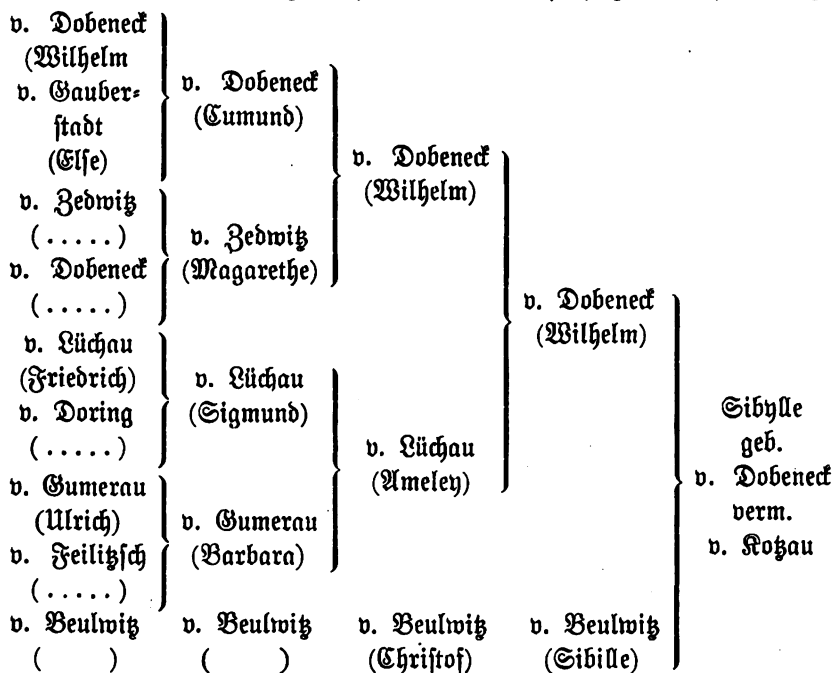 v. Dobeneck
(Wilhelm
v. Gauber-
stadt
(Else)
v. Zedwitz
(.....)
v. Dobeneck
(.....)
v. Lüchau
(Friedrich)
v. Doring
(.....)
v. Gumerau
(Ulrich)
v. Feilitzsch
(.....)
v. Beulwitz
( )
v. Dobeneck
(Cumund)
v. Zedwitz
(Magarethe)
v. Lüchau
(Sigmund)
v. Gumerau
(Barbara)
v. Beulwitz
( )
v. Dobeneck
(Wilhelm)
v. Lüchau
(Ameley)
v. Beulwitz
(Christof)
v. Dobeneck
(Wilhelm)
v. Beulwitz
(Sibille)
Sibylle
geb.
v. Dobeneck
verm.
v. Kotzau